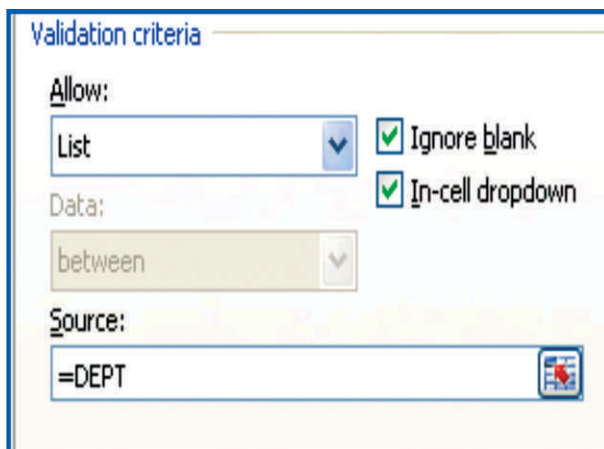 Validation criteria
Allow:
List
Ignore blank
In-cell dropdown
Data:
between
Source:
=DEPT